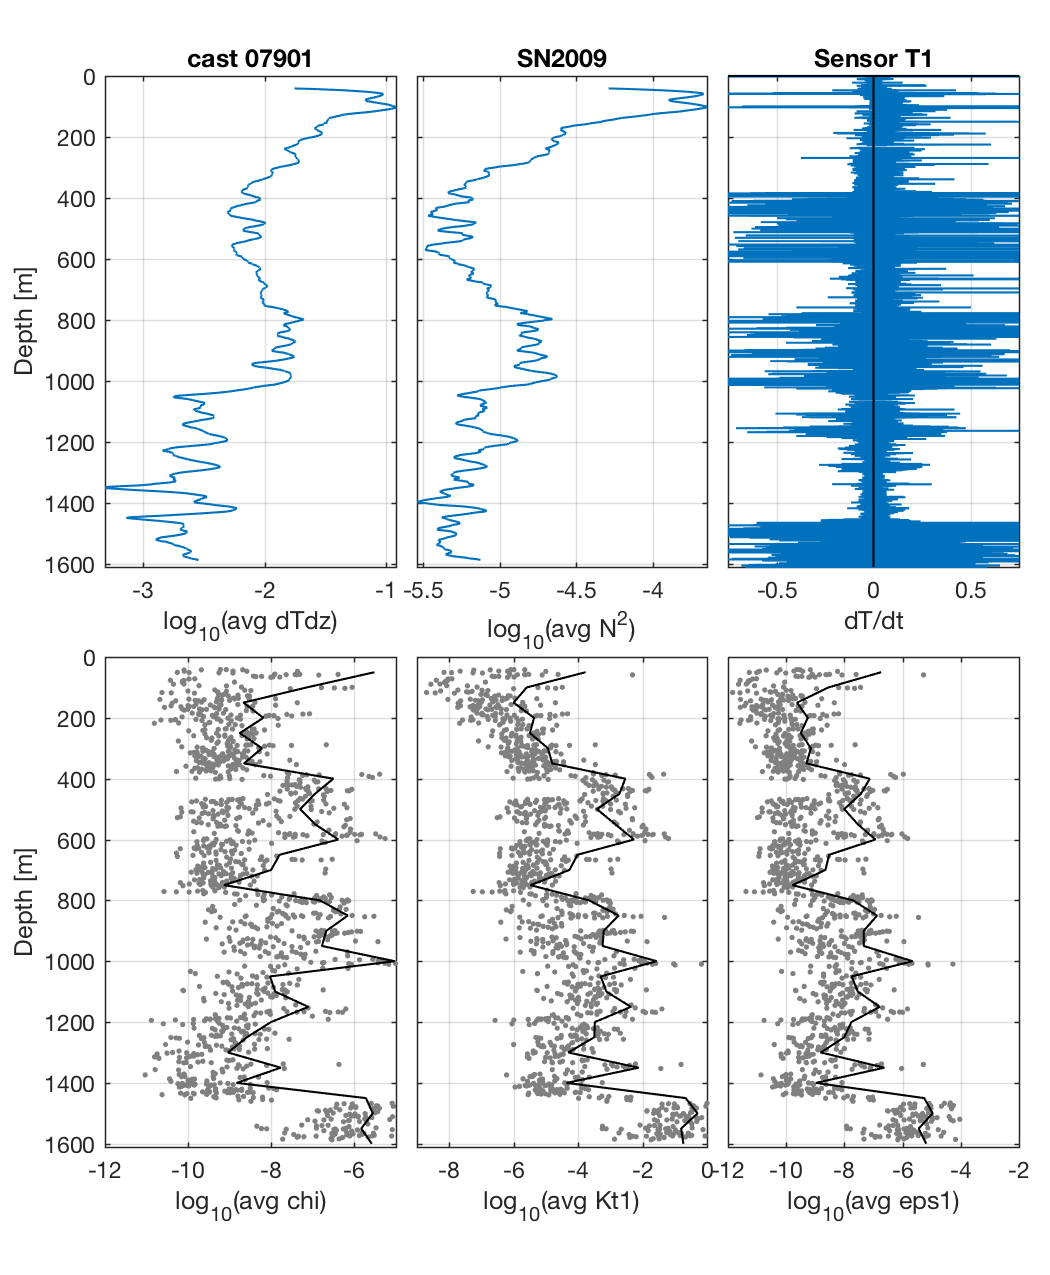 cast 07901 SN2009 Sensor T1
0
200
400
600
800
1000
1200
1400
1600
Depth [m]
-3 -2 -1 -5.5 -5 -4.5 -4 -0.5 0 0.5
log10(avg dTdz) log10(avg N2) dT/dt
0
200
400
600
800
1000
1200
1400
1600
Depth [m]
-12 -10 -8 -6 -8 -6 -4 -2 0 -12 -10 -8 -6 -4 -2
log10(avg chi) log10(avg Kt1) log10(avg eps1)